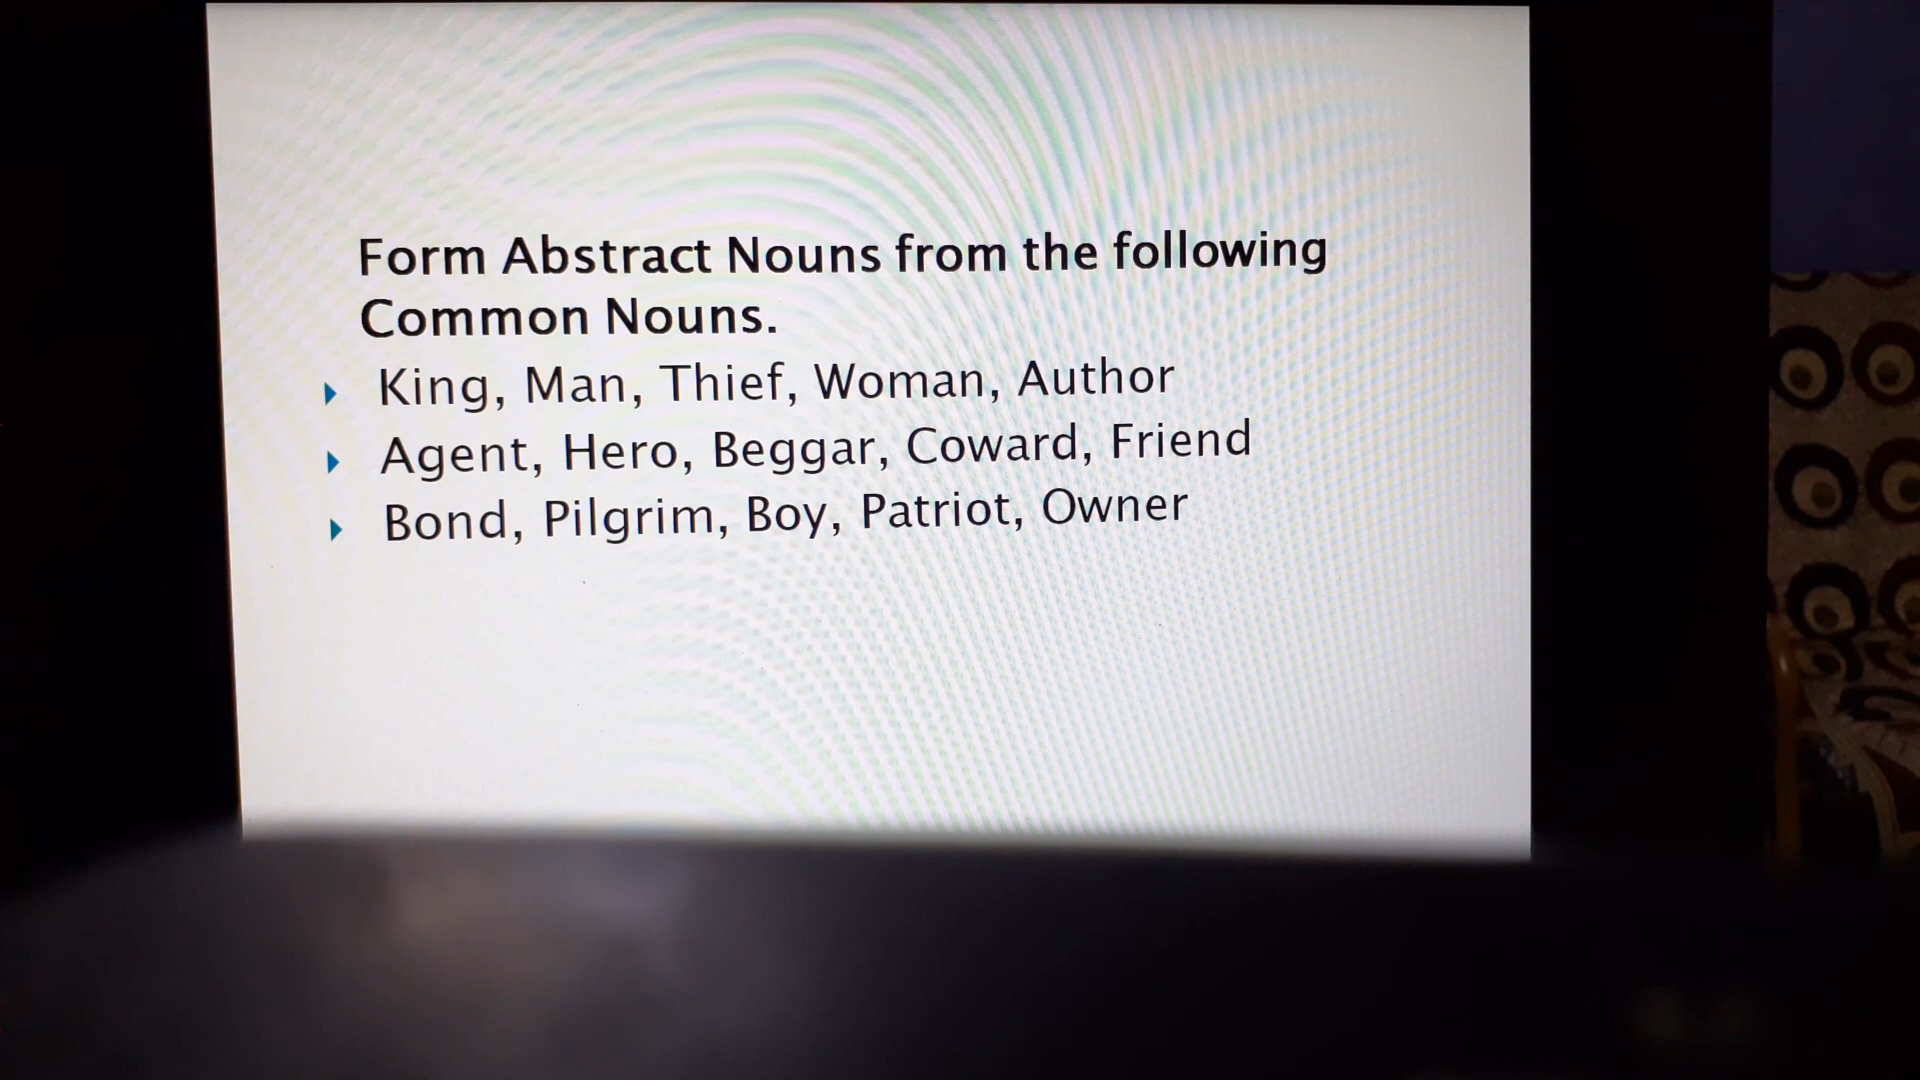 Form Abstract Nouns from the following
Common Nouns.
King, Man, Thief, Woman, Author
Agent, Hero, Beggar, Coward, Friend
Bond, Pilgrim, Boy, Patriot, Owner